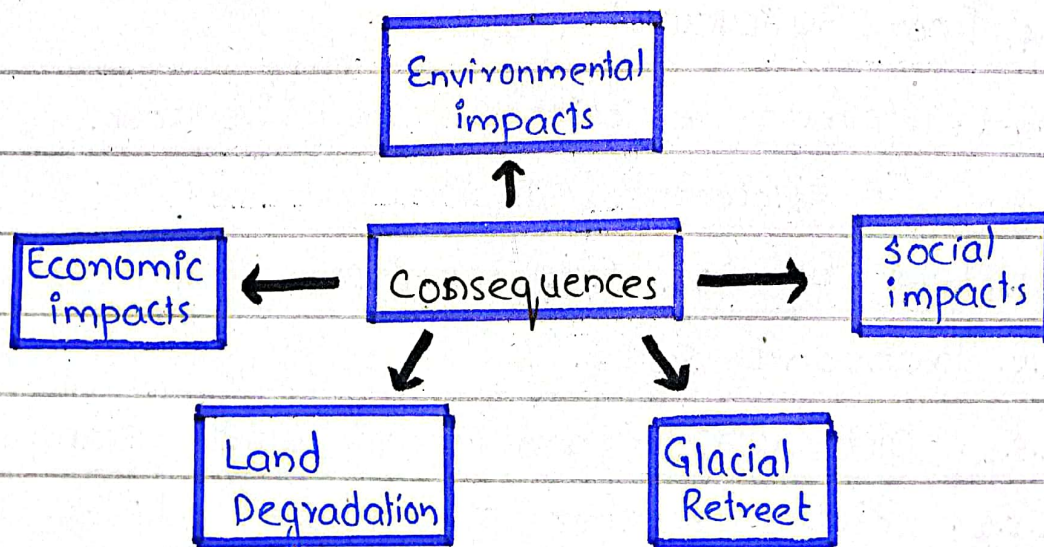 Environmental
impacts
Economic
impacts
Consequences
Social
impacts
Land
Degradation
Glacial
Retreet